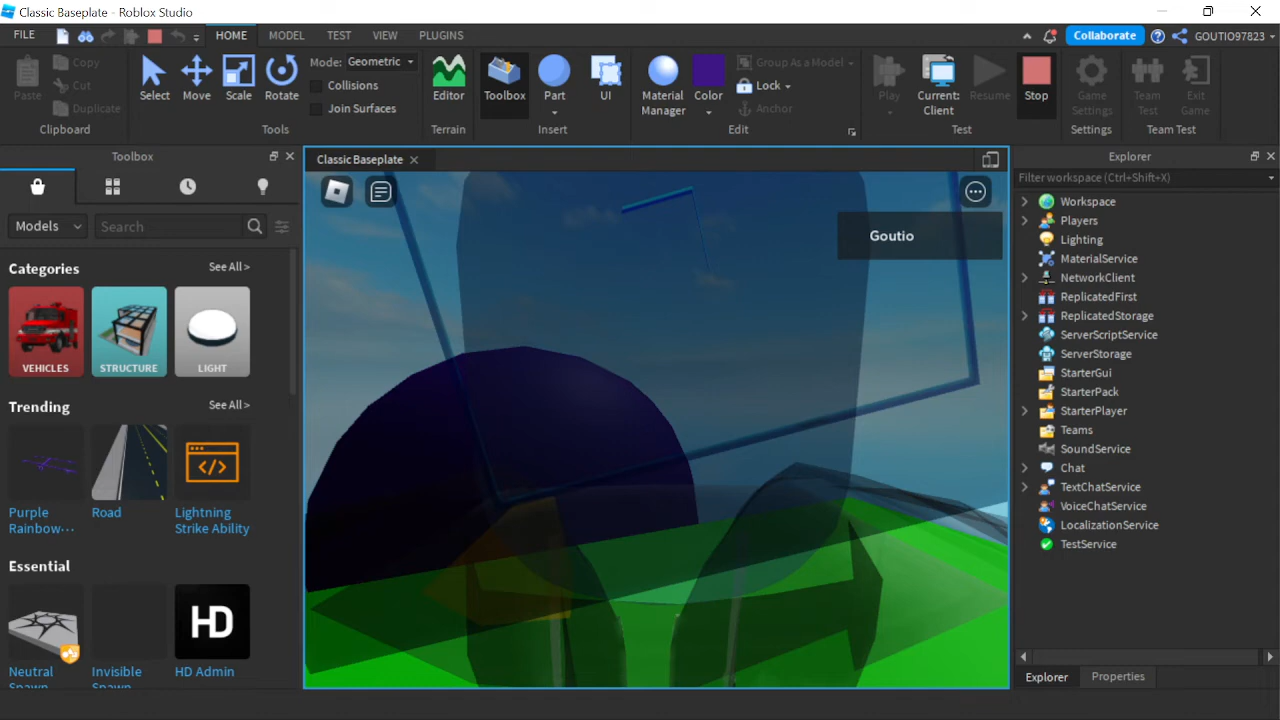 Classic Baseplate - Roblox Studio
FILE HOME MODEL TEST VIEW PLUGINS Collaborate GOUTIO97823
Paste Copy Cut Duplicate
Select Move Scale Rotate
Mode: Geometric
Collisions
Join Surfaces
Editor Toolbox Part UI
Material Manager Color
Group As a Model
Lock
Anchor
Play Current: Client Resume Stop
Game Settings Team Test Exit Game
Clipboard Tools Terrain Insert Edit Test Settings Team Test
Toolbox
Models Search
Categories See All >
VEHICLES STRUCTURE LIGHT
Trending See All >
Purple Rainbow··· Road Lightning Strike Ability
Essential
HD
Neutral Spawn Invisible Spawn HD Admin
Classic Baseplate
Goutio
Explorer
Filter workspace (Ctrl+Shift+X)
Workspace
Players
Lighting
MaterialService
NetworkClient
ReplicatedFirst
ReplicatedStorage
ServerScriptService
ServerStorage
StarterGui
StarterPack
StarterPlayer
Teams
SoundService
Chat
TextChatService
VoiceChatService
LocalizationService
TestService
Explorer Properties